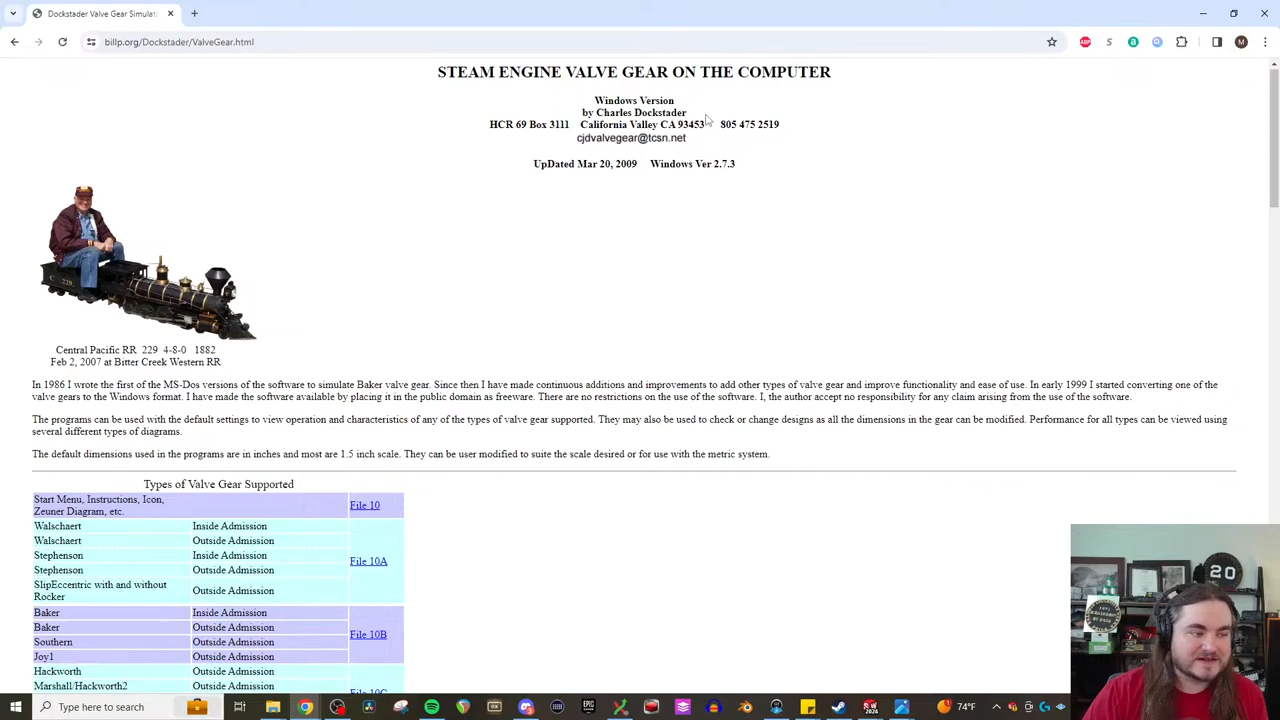 Dockstader Valve Gear Simulat
billp.org/Dockstader/ValveGear.html
ABP
S
a
M
STEAM ENGINE VALVE GEAR ON THE COMPUTER
Windows Version
by Charles Dockstader
HCR 69 Box 3111 California Valley CA 93453 805 475 2519
cjdvalvegear@tcsn.net
UpDated Mar 20, 2009 Windows Ver 2.7.3
229
Central Pacific RR 229 4-8-0 1882
Feb 2, 2007 at Bitter Creek Western RR
In 1986 I wrote the first of the MS-Dos versions of the software to simulate Baker valve gear. Since then I have made continuous additions and improvements to add other types of valve gear and improve functionality and ease of use. In early 1999 I started converting one of the
valve gears to the Windows format. I have made the software available by placing it in the public domain as freeware. There are no restrictions on the use of the software. I, the author accept no responsibility for any claim arising from the use of the software.
The programs can be used with the default settings to view operation and characteristics of any of the types of valve gear supported. They may also be used to check or change designs as all the dimensions in the gear can be modified. Performance for all types can be viewed using
several different types of diagrams.
The default dimensions used in the programs are in inches and most are 1.5 inch scale. They can be user modified to suite the scale desired or for use with the metric system.
Types of Valve Gear Supported
Start Menu, Instructions, Icon,
Zeuner Diagram, etc.
File 10
Walschaert Inside Admission
Walschaert Outside Admission
Stephenson Inside Admission
File 10A
Stephenson Outside Admission
SlipEccentric with and without
Rocker
Outside Admission
Baker Inside Admission
Baker Outside Admission
File 10B
Southern Outside Admission
Joy1 Outside Admission
Hackworth Outside Admission
Marshall/Hackworth2 Outside Admission
File 10C
20
Type here to search
EPIC
GAMES
SW
2024
74°F